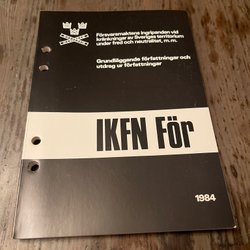 Försvarsmaktens ingripanden vid
kränkningar av Sveriges territorium
under fred och neutralitet, m. m.
Grundläggande författningar och
utdrag ur författningar
IKFN För
1984